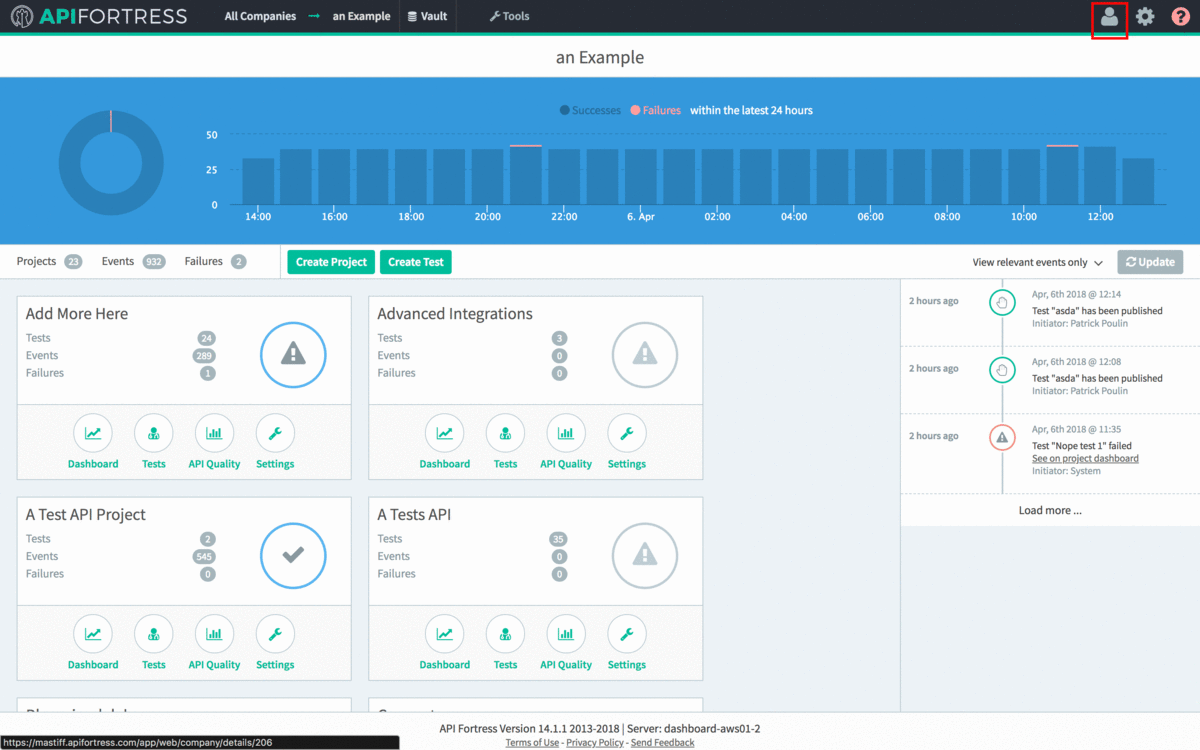 APIFORTRESS All Companies → an Example Vault Tools ?
an Example
Successes Failures within the latest 24 hours
50
25
0
14:00 16:00 18:00 20:00 22:00 6. Apr 02:00 04:00 06:00 08:00 10:00 12:00
Projects 23 Events 932 Failures 2 Create Project Create Test View relevant events only Update
Add More Here
Tests 24
Events 289
Failures 1
Dashboard Tests API Quality Settings
Advanced Integrations
Tests 3
Events 0
Failures 0
Dashboard Tests API Quality Settings
A Test API Project
Tests 2
Events 545
Failures 0
Dashboard Tests API Quality Settings
A Tests API
Tests 35
Events 0
Failures 0
Dashboard Tests API Quality Settings
2 hours ago Apr, 6th 2018 @ 12:14
Test "asda" has been published
Initiator: Patrick Poulin
2 hours ago Apr, 6th 2018 @ 12:08
Test "asda" has been published
Initiator: Patrick Poulin
2 hours ago Apr, 6th 2018 @ 11:35
Test "Nope test 1" failed
See on project dashboard
Initiator: System
Load more ...
API Fortress Version 14.1.1 2013-2018 | Server: dashboard-aws01-2
Terms of Use - Privacy Policy - Send Feedback
https://mastiff.apifortress.com/app/web/company/details/206